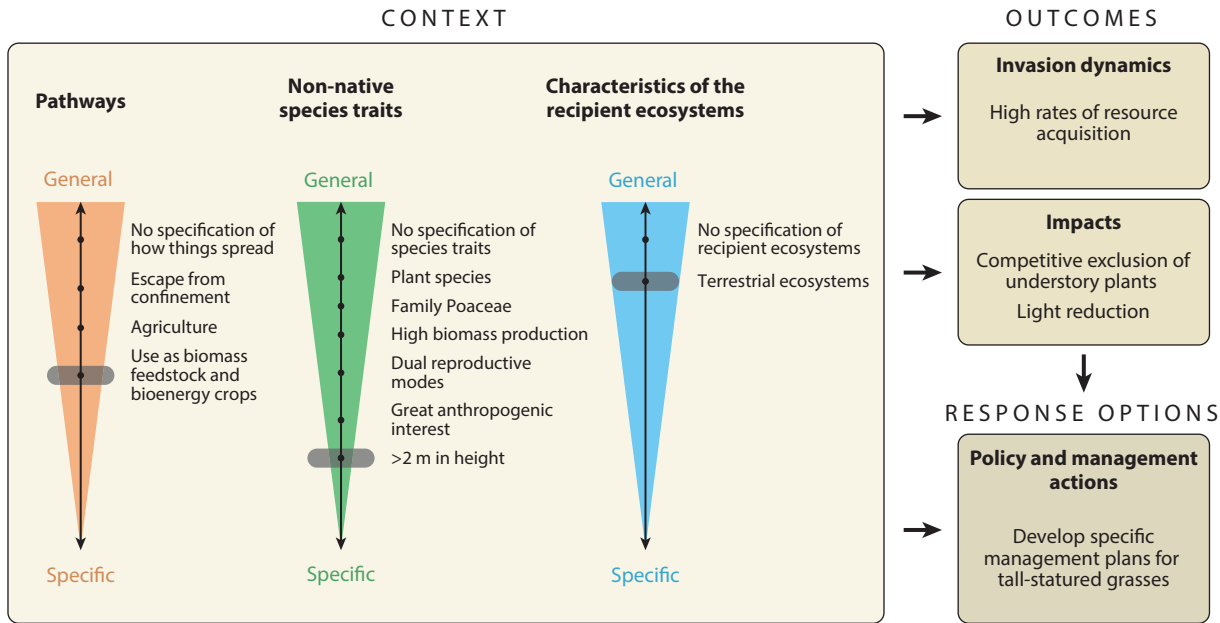 CONTEXT
Pathways
General
No specification of
how things spread
Escape from
confinement
Agriculture
Use as biomass
feedstock and
bioenergy crops
Specific
Non-native
species traits
General
No specification of
species traits
Plant species
Family Poaceae
High biomass production
Dual reproductive
modes
Great anthropogenic
interest
>2 m in height
Specific
Characteristics of the
recipient ecosystems
General
No specification of
recipient ecosystems
Terrestrial ecosystems
Specific
OUTCOMES
Invasion dynamics
High rates of resource
acquisition
Impacts
Competitive exclusion of
understory plants
Light reduction
RESPONSE OPTIONS
Policy and management
actions
Develop specific
management plans for
tall-statured grasses